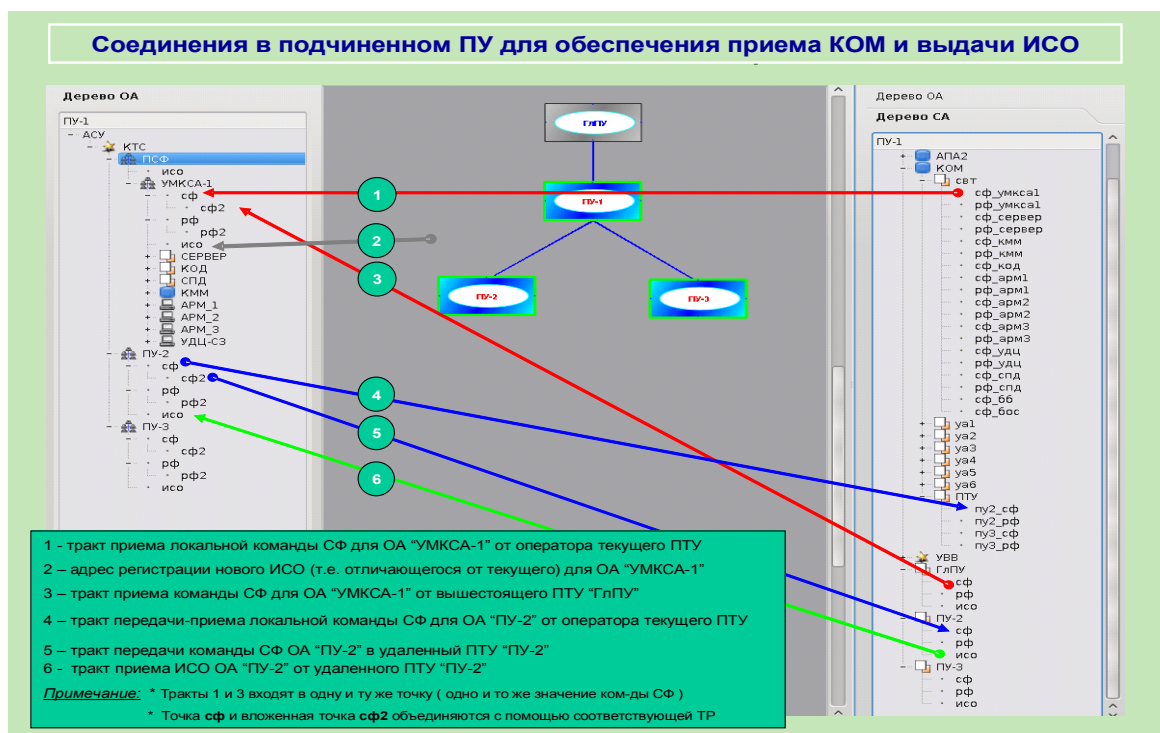 Соединения в подчиненном ПУ для обеспечения приема КОМ и выдачи ИСО
Дерево ОА
ПУ-1
АСУ
КТС
ПСФ
исо
УМКСА-1
сф
сф2
рф
рф2
исо
СЕРВЕР
КОД
СПД
КММ
АРМ_1
АРМ_2
АРМ_3
УДЦ-СЗ
ПУ-2
сф
сф2
рф
рф2
исо
ПУ-3
сф
сф2
рф
рф2
исо
ГлПУ
ПУ-1
ПУ-2
ПУ-3
1
2
3
4
5
6
Дерево ОА
Дерево СА
ПУ-1
АПА2
КОМ
свт
сф_умкса1
рф_умкса1
сф_сервер
рф_сервер
сф_кмм
рф_кмм
сф_код
сф_арм1
рф_арм1
сф_арм2
рф_арм2
сф_арм3
рф_арм3
сф_удц
рф_удц
сф_спд
рф_спд
сф_бб
сф_бос
уа1
уа2
уа3
уа4
уа5
уа6
ПТУ
пу2_сф
пу2_рф
пу3_сф
пу3_рф
УВВ
ГлПУ
сф
рф
исо
ПУ-2
сф
рф
исо
ПУ-3
сф
рф
исо
1 - тракт приема локальной команды СФ для ОА “УМКСА-1” от оператора текущего ПТУ
2 – адрес регистрации нового ИСО (т.е. отличающегося от текущего) для ОА “УМКСА-1”
3 – тракт приема команды СФ для ОА “УМКСА-1” от вышестоящего ПТУ “ГлПУ”
4 – тракт передачи-приема локальной команды СФ для ОА “ПУ-2” от оператора текущего ПТУ
5 – тракт передачи команды СФ ОА “ПУ-2” в удаленный ПТУ “ПУ-2”
6 - тракт приема ИСО ОА “ПУ-2” от удаленного ПТУ “ПУ-2”
Примечание: * Тракты 1 и 3 входят в одну и ту же точку ( одно и то же значение ком-ды СФ )
* Точка сф и вложенная точка сф2 объединяются с помощью соответствующей ТР